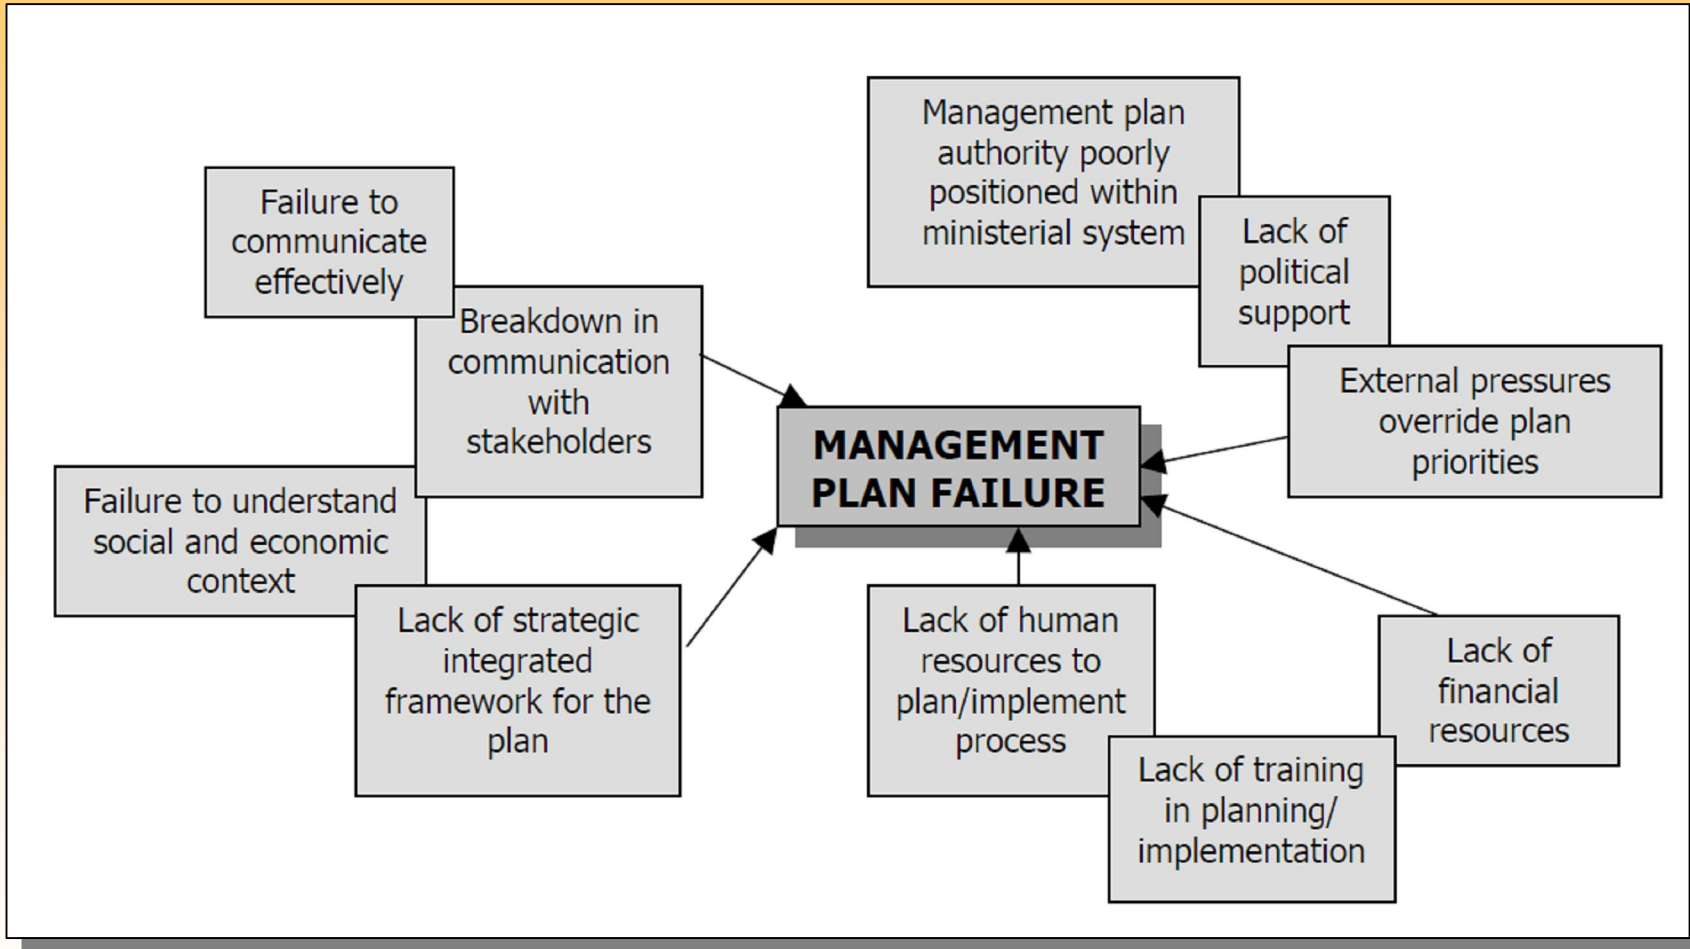 Management plan
authority poorly
positioned within
ministerial system
Failure to
communicate
effectively
Lack of
political
support
Breakdown in
communication
with
stakeholders
External pressures
override plan
priorities
MANAGEMENT
PLAN FAILURE
Failure to understand
social and economic
context
Lack of strategic
integrated
framework for the
plan
Lack of human
resources to
plan/implement
process
Lack of
financial
resources
Lack of training
in planning/
implementation